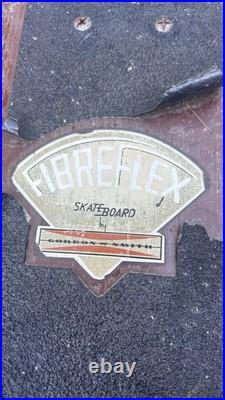 FIBREFLEX
SKATEBOARD
by
GORDON & SMITH